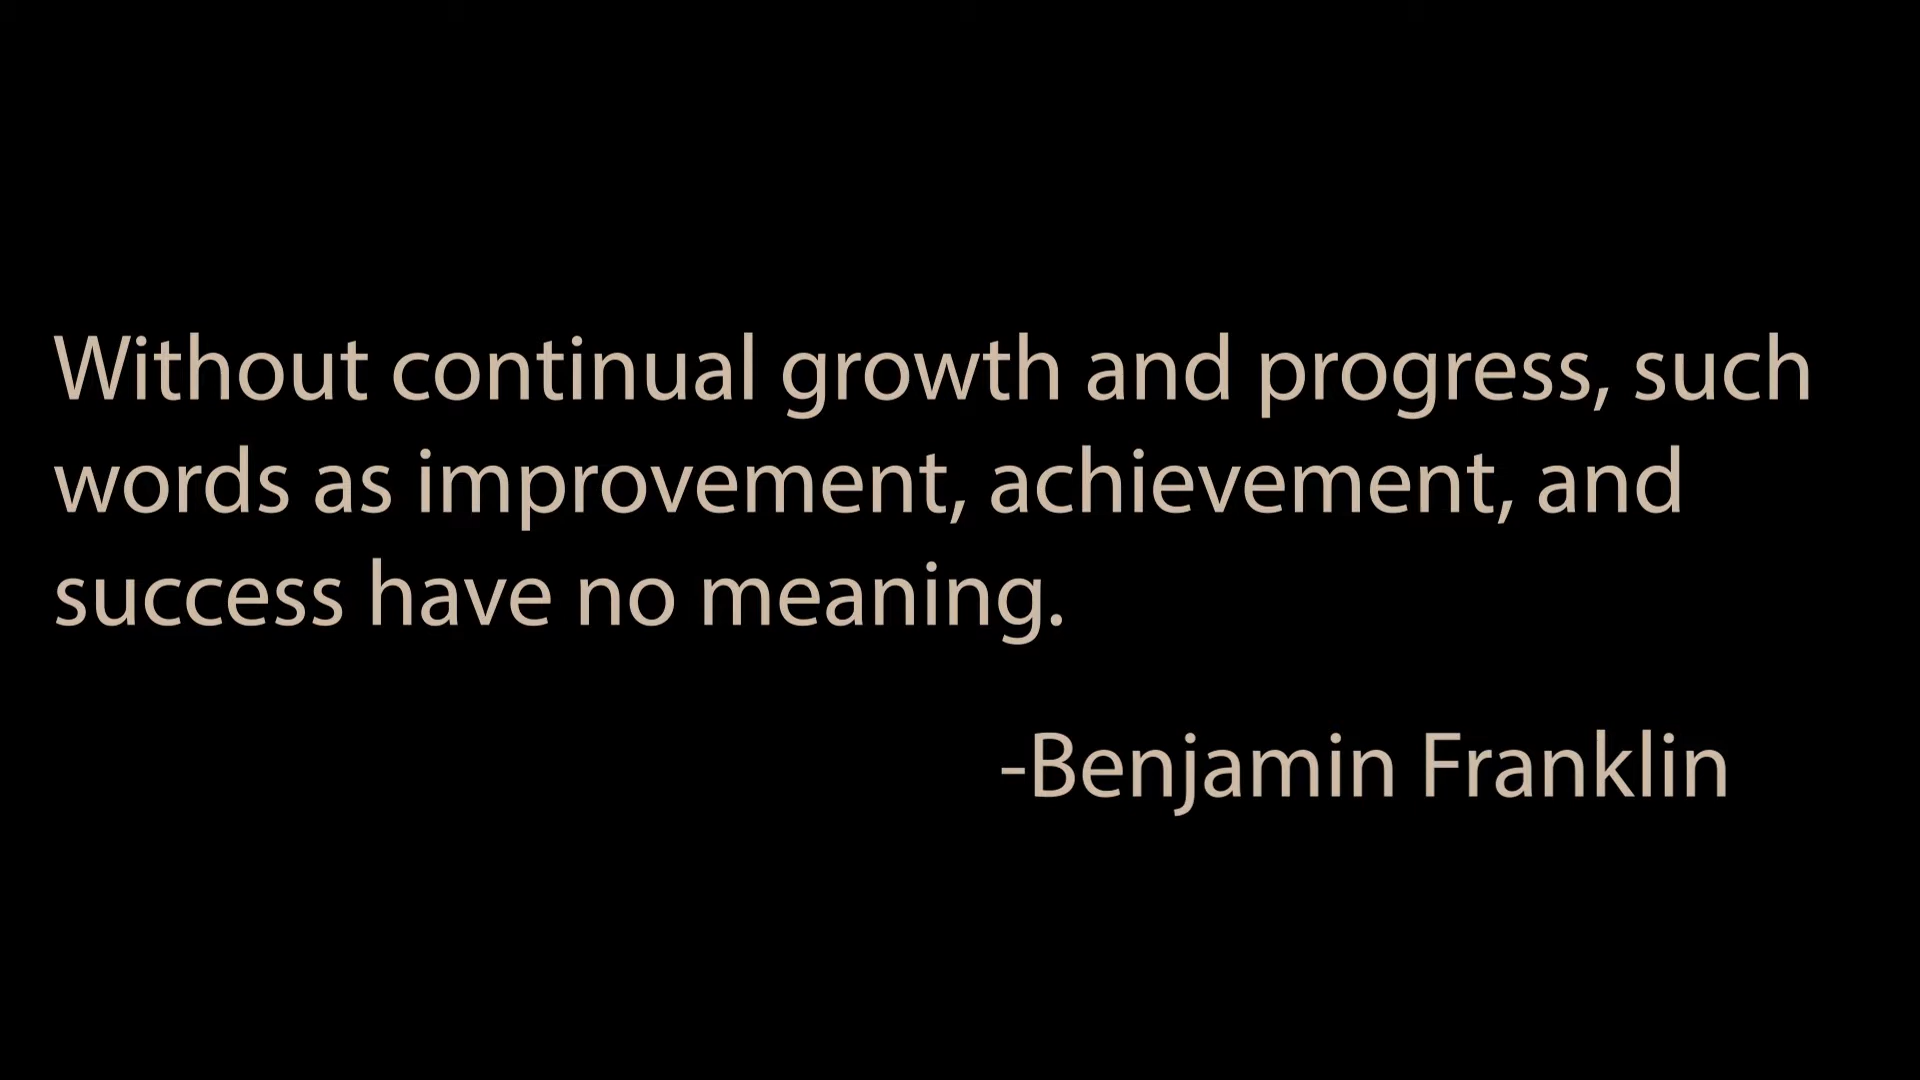 Without continual growth and progress, such
words as improvement, achievement, and
success have no meaning.
-Benjamin Franklin